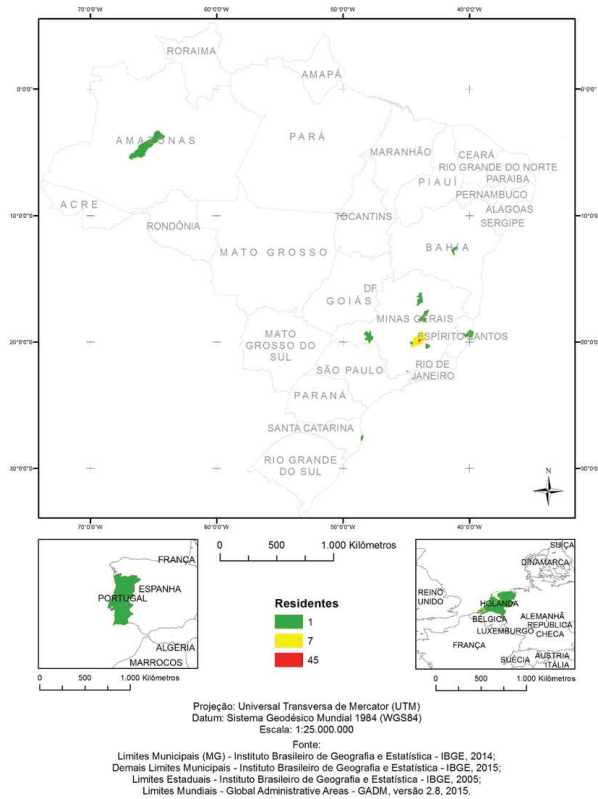 70°0'0"W 60°0'0"W 50°0'0"W 40°0'0"W
RORAIMA
AMAPÁ
0°0'0" 0°0'0"
AMAZONAS
PARÁ
MARANHÃO
CEARÁ
RIO GRANDE DO NORTE
PIAUÍ
PARAIBA
PERNAMBUCO
ACRE
ALAGOAS
10°0'0"S 10°0'0"S
TOCANTINS
SERGIPE
RONDÔNIA
BAHIA
MATO GROSSO
DF
GOIÁS
MINAS GERAIS
ESPÍRITO SANTOS
MATO
GROSSO DO
SUL
20°0'0"S 20°0'0"S
SÃO PAULO
RIO DE
JANEIRO
PARANÁ
SANTA CATARINA
RIO GRANDE
DO SUL
30°0'0"S 30°0'0"S
N
70°0'0"W 60°0'0"W 50°0'0"W 40°0'0"W
0 500 1.000 Kilômetros
FRANÇA
ESPANHA
PORTUGAL
ARGÉLIA
MARROCOS
0 500 1.000 Kilômetros
Residentes
1
7
45
SUÍÇA
DINAMARCA
REINO
UNIDO
HOLANDA
BÉLGICA
ALEMANHÃ
REPÚBLICA
CHECA
LUXEMBURGO
FRANÇA
ÁUSTRIA
SUÉCIA
ITÁLIA
0 500 1.000 Kilômetros
Projeção: Universal Transversa de Mercator (UTM)
Datum: Sistema Geodésico Mundial 1984 (WGS84)
Escala: 1:25.000.000
Fonte:
Limites Municipais (MG) - Instituto Brasileiro de Geografia e Estatística - IBGE, 2014;
Demais Limites Municipais - Instituto Brasileiro de Geografia e Estatística - IBGE, 2015;
Limites Estaduais - Instituto Brasileiro de Geografia e Estatística - IBGE, 2005;
Limites Mundiais - Global Administrative Areas - GADM, versão 2.8, 2015.